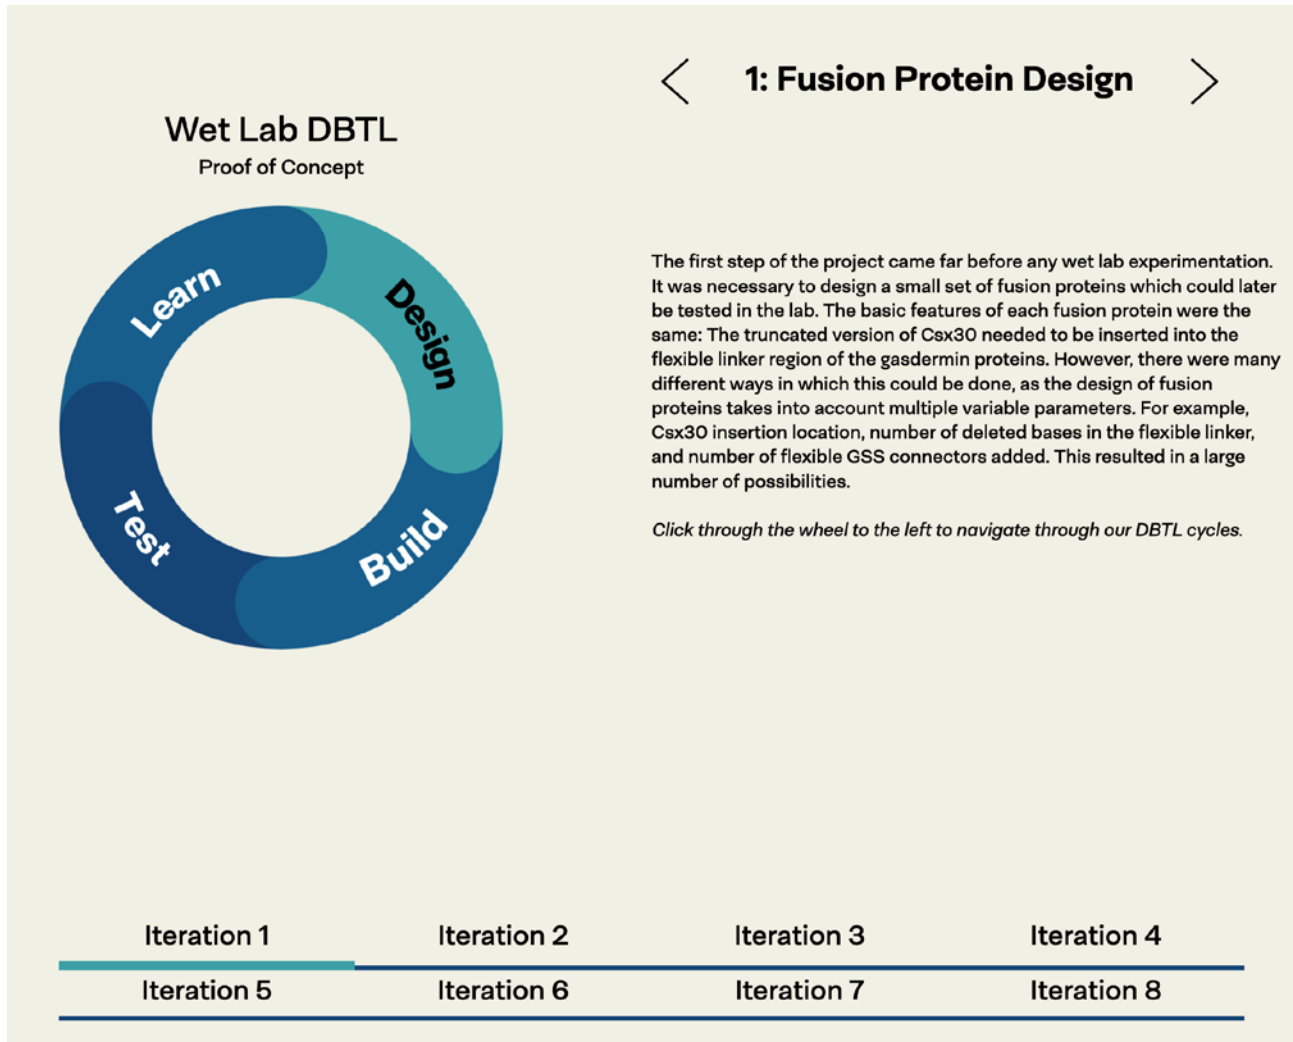 1: Fusion Protein Design
Wet Lab DBTL
Proof of Concept
Learn
Design
Test
Build
The first step of the project came far before any wet lab experimentation.
It was necessary to design a small set of fusion proteins which could later
be tested in the lab. The basic features of each fusion protein were the
same: The truncated version of Csx30 needed to be inserted into the
flexible linker region of the gasdermin proteins. However, there were many
different ways in which this could be done, as the design of fusion
proteins takes into account multiple variable parameters. For example,
Csx30 insertion location, number of deleted bases in the flexible linker,
and number of flexible GSS connectors added. This resulted in a large
number of possibilities.
Click through the wheel to the left to navigate through our DBTL cycles.
Iteration 1
Iteration 2
Iteration 3
Iteration 4
Iteration 5
Iteration 6
Iteration 7
Iteration 8